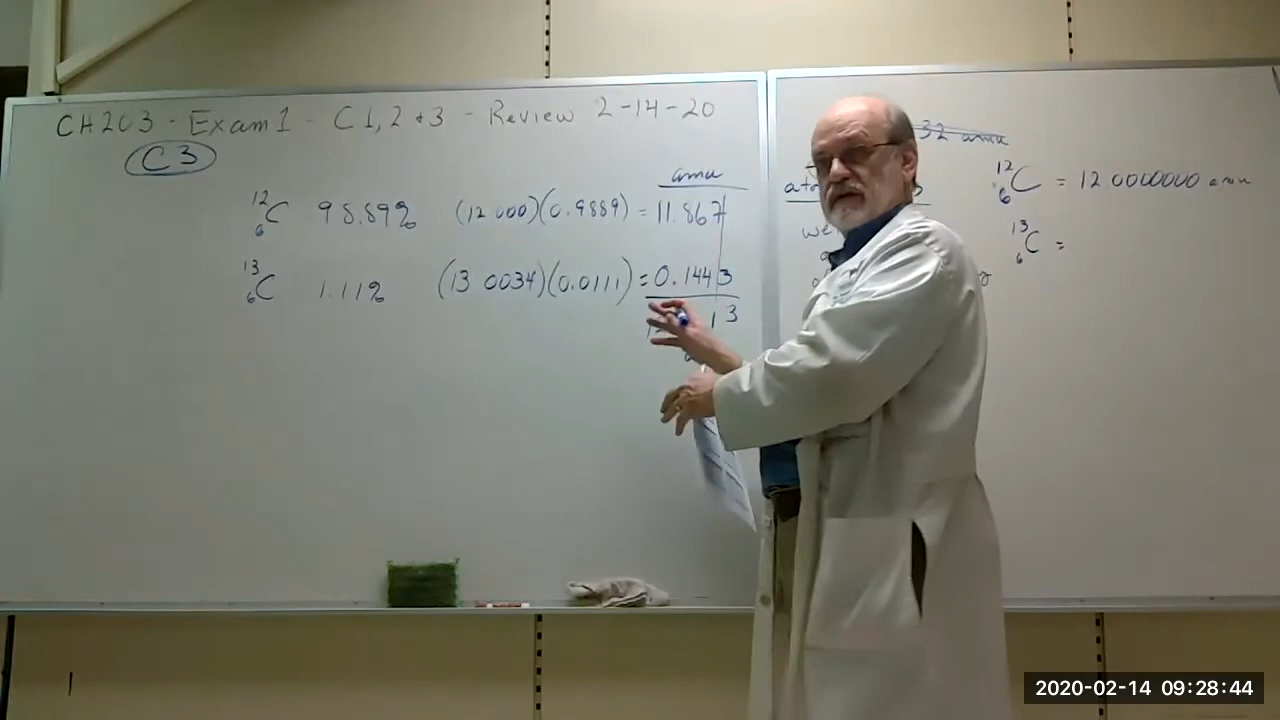 CH203 - Exam 1 - C1, 2 + 3 - Review 2-14-20
C3
amu
12 6 C 98.89% (12 000)(0.9889) = 11.867
13 6 C 1.11% (13 0034)(0.0111) = 0.1443
13
32 amu
12 6 C = 12.0000000 amu
13 6 C =
2020-02-14 09:28:44